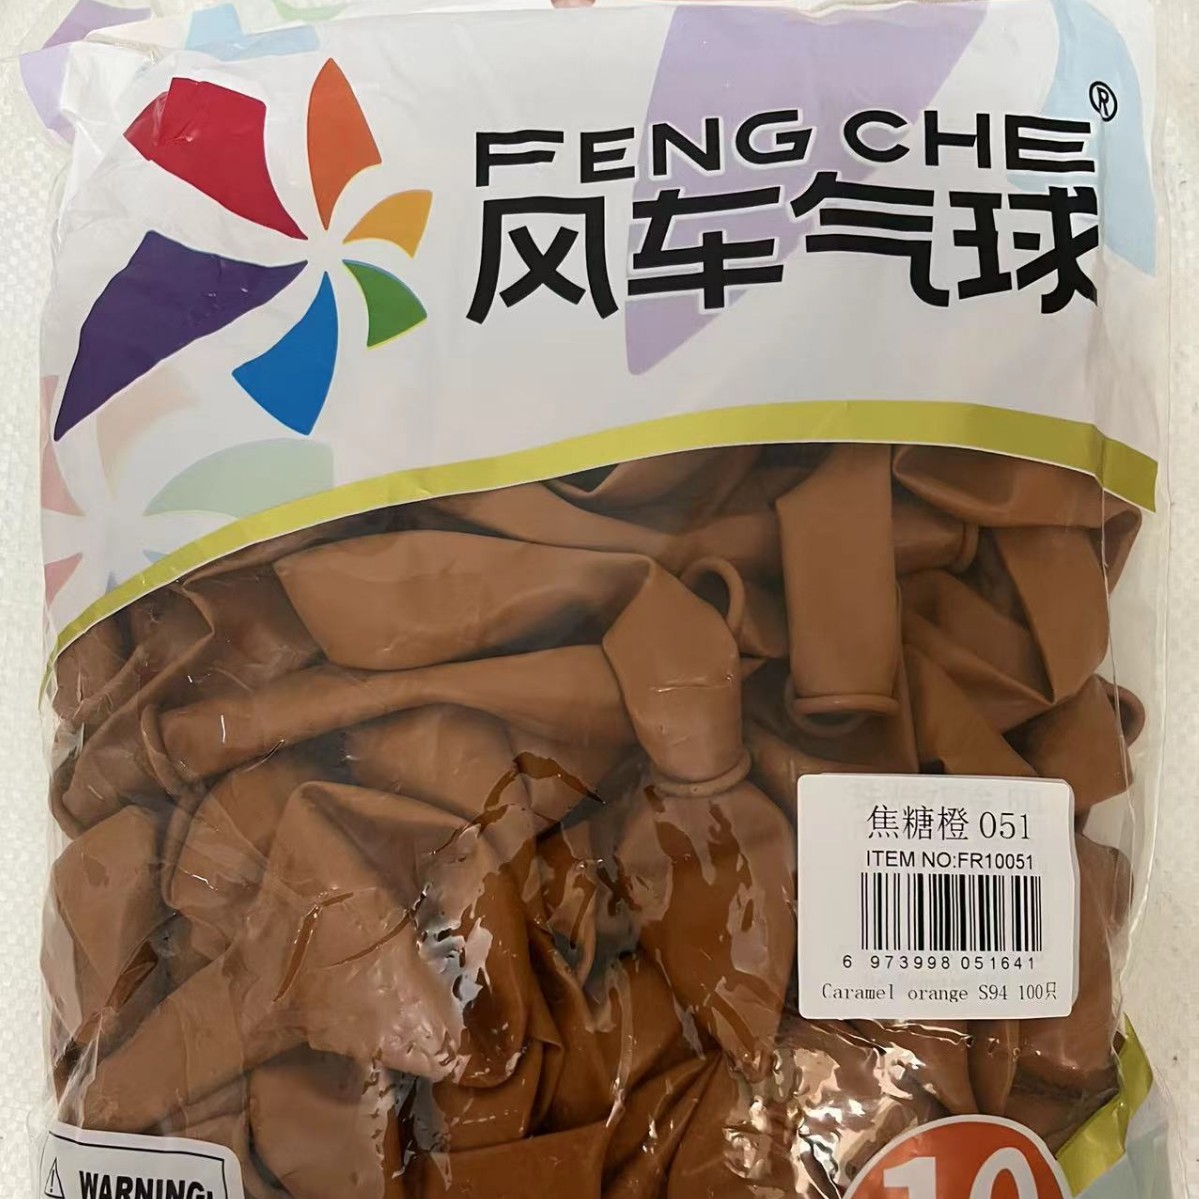 FENG CHE®
风车气球
焦糖橙 051
ITEM NO:FR10051
6 973998 051641
Caramel orange S94 100只
WARNING:
10